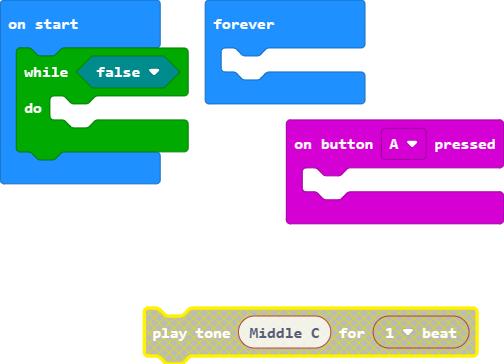 on start
while false
do
forever
on button A pressed
play tone Middle C for 1 beat